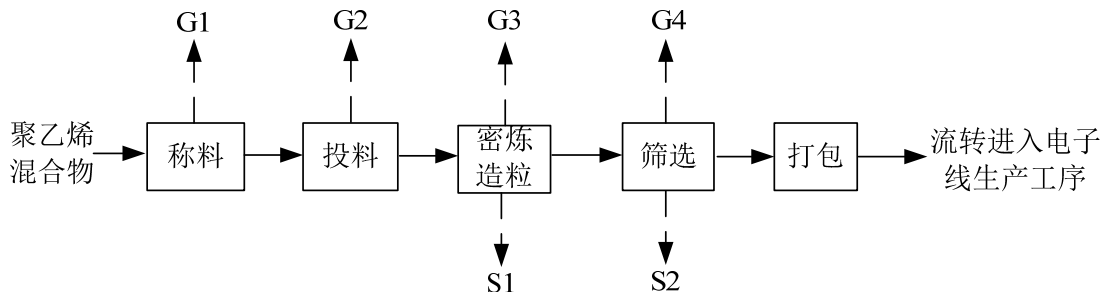 G1
G2
G3
G4
聚乙烯
混合物
称料
投料
密炼
造粒
筛选
打包
流转进入电子
线生产工序
S1
S2